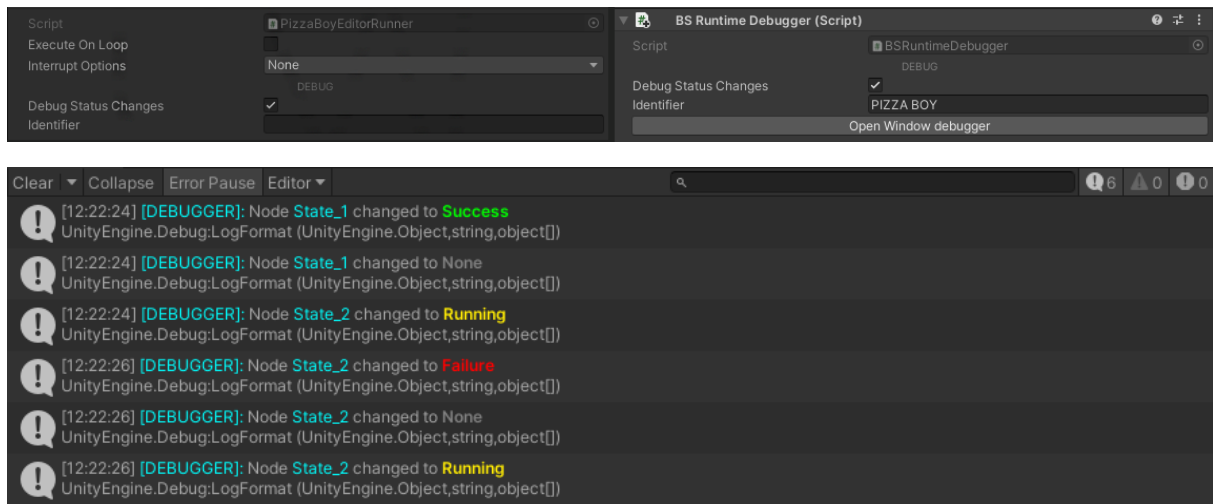 Script PizzaBoyEditorRunner
Execute On Loop
Interrupt Options None
DEBUG
Debug Status Changes
Identifier
BS Runtime Debugger (Script)
Script BSRuntimeDebugger
DEBUG
Debug Status Changes
Identifier PIZZA BOY
Open Window debugger
Clear Collapse Error Pause Editor 6 0 0
[12:22:24] [DEBUGGER]: Node State_1 changed to Success
UnityEngine.Debug:LogFormat (UnityEngine.Object,string,object[])
[12:22:24] [DEBUGGER]: Node State_1 changed to None
UnityEngine.Debug:LogFormat (UnityEngine.Object,string,object[])
[12:22:24] [DEBUGGER]: Node State_2 changed to Running
UnityEngine.Debug:LogFormat (UnityEngine.Object,string,object[])
[12:22:26] [DEBUGGER]: Node State_2 changed to Failure
UnityEngine.Debug:LogFormat (UnityEngine.Object,string,object[])
[12:22:26] [DEBUGGER]: Node State_2 changed to None
UnityEngine.Debug:LogFormat (UnityEngine.Object,string,object[])
[12:22:26] [DEBUGGER]: Node State_2 changed to Running
UnityEngine.Debug:LogFormat (UnityEngine.Object,string,object[])